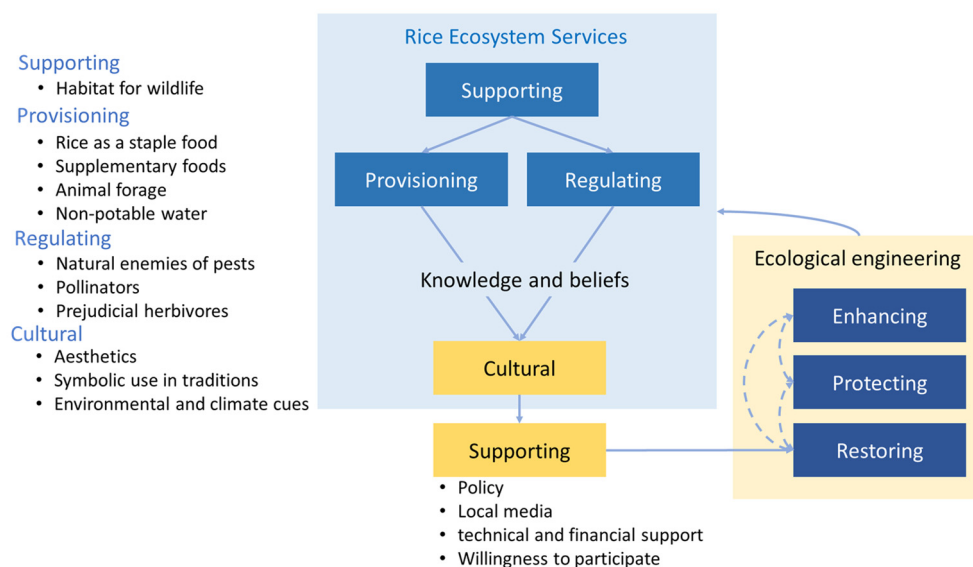 Supporting
• Habitat for wildlife
Provisioning
• Rice as a staple food
• Supplementary foods
• Animal forage
• Non-potable water
Regulating
• Natural enemies of pests
• Pollinators
• Prejudicial herbivores
Cultural
• Aesthetics
• Symbolic use in traditions
• Environmental and climate cues
Rice Ecosystem Services
Supporting
Provisioning
Regulating
Knowledge and beliefs
Cultural
Supporting
• Policy
• Local media
• technical and financial support
• Willingness to participate
Ecological engineering
Enhancing
Protecting
Restoring